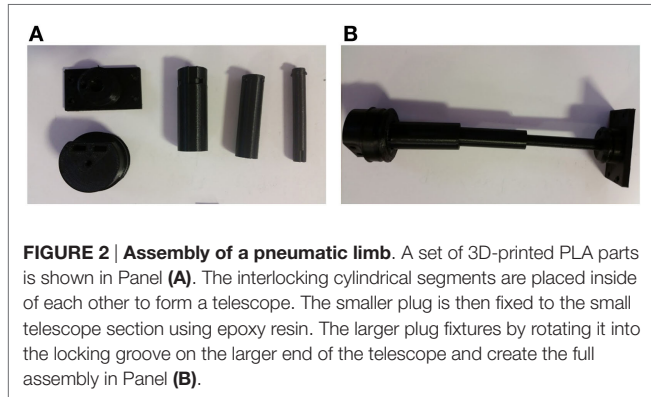 A
B
FIGURE 2 | Assembly of a pneumatic limb. A set of 3D-printed PLA parts
is shown in Panel (A). The interlocking cylindrical segments are placed inside
of each other to form a telescope. The smaller plug is then fixed to the small
telescope section using epoxy resin. The larger plug fixtures by rotating it into
the locking groove on the larger end of the telescope and create the full
assembly in Panel (B).